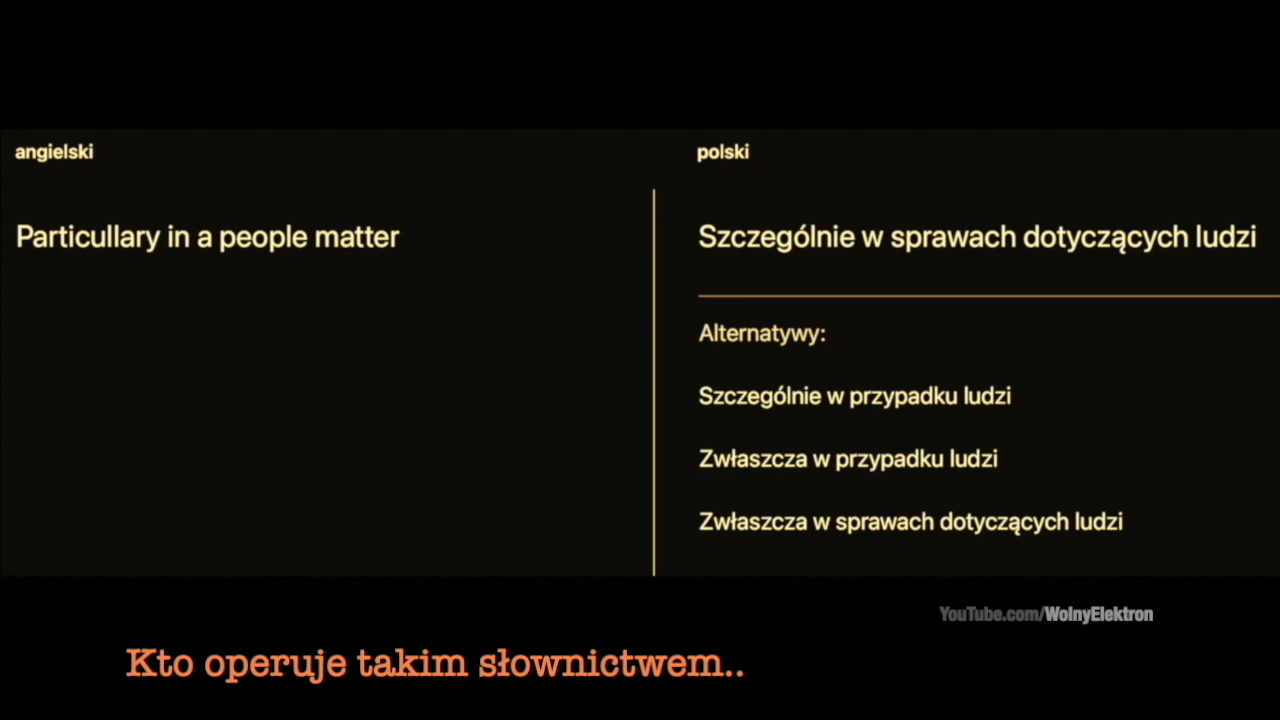 angielski
polski
Particullary in a people matter
Szczególnie w sprawach dotyczących ludzi
Alternatywy:
Szczególnie w przypadku ludzi
Zwłaszcza w przypadku ludzi
Zwłaszcza w sprawach dotyczących ludzi
YouTube.com/WolnyElektron
Kto operuje takim słownictwem..